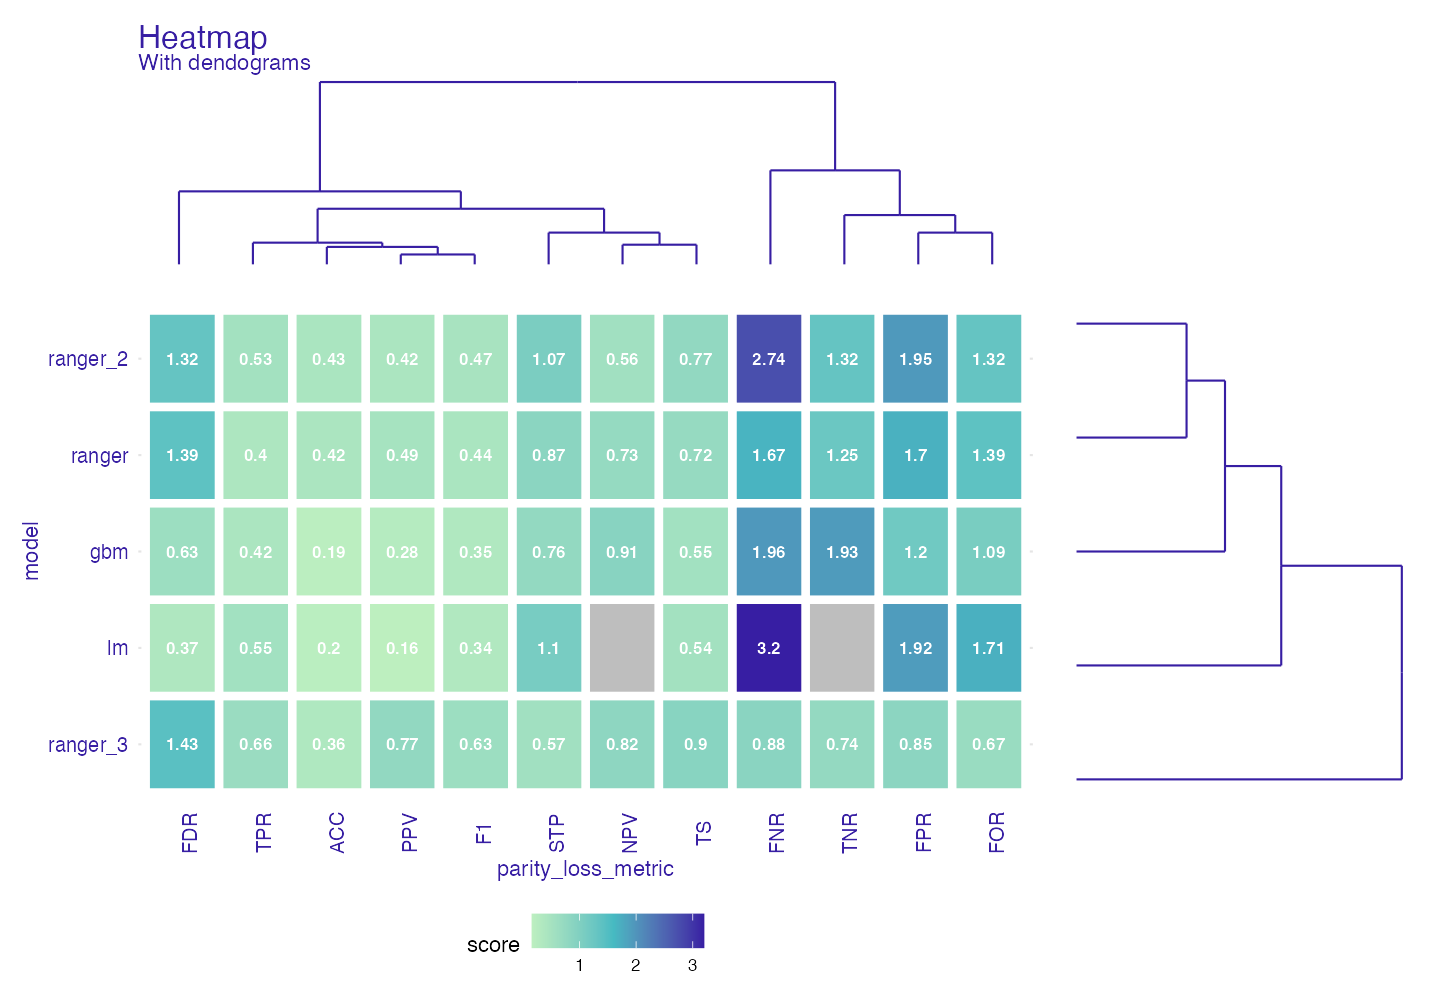 Heatmap
With dendograms
ranger_2 1.32 0.53 0.43 0.42 0.47 1.07 0.56 0.77 2.74 1.32 1.95 1.32
ranger 1.39 0.4 0.42 0.49 0.44 0.87 0.73 0.72 1.67 1.25 1.7 1.39
gbm 0.63 0.42 0.19 0.28 0.35 0.76 0.91 0.55 1.96 1.93 1.2 1.09
lm 0.37 0.55 0.2 0.16 0.34 1.1 0.54 3.2 1.92 1.71
ranger_3 1.43 0.66 0.36 0.77 0.63 0.57 0.82 0.9 0.88 0.74 0.85 0.67
model
FDR TPR ACC PPV F1 STP NPV TS FNR TNR FPR FOR
parity_loss_metric
score
1 2 3